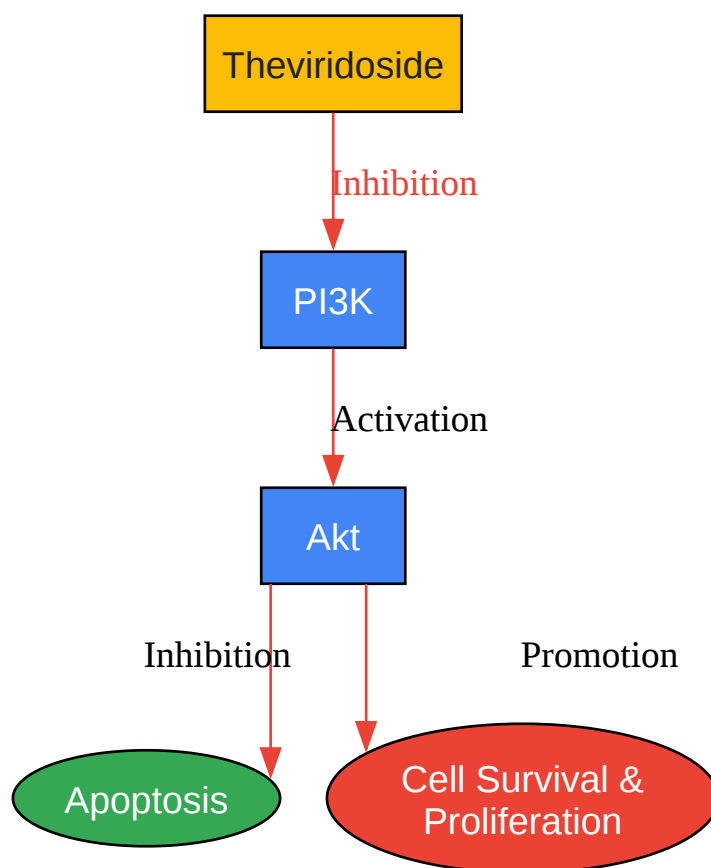 Theviridoside
Inhibition
PI3K
Activation
Akt
Inhibition
Promotion
Apoptosis
Cell Survival &
Proliferation